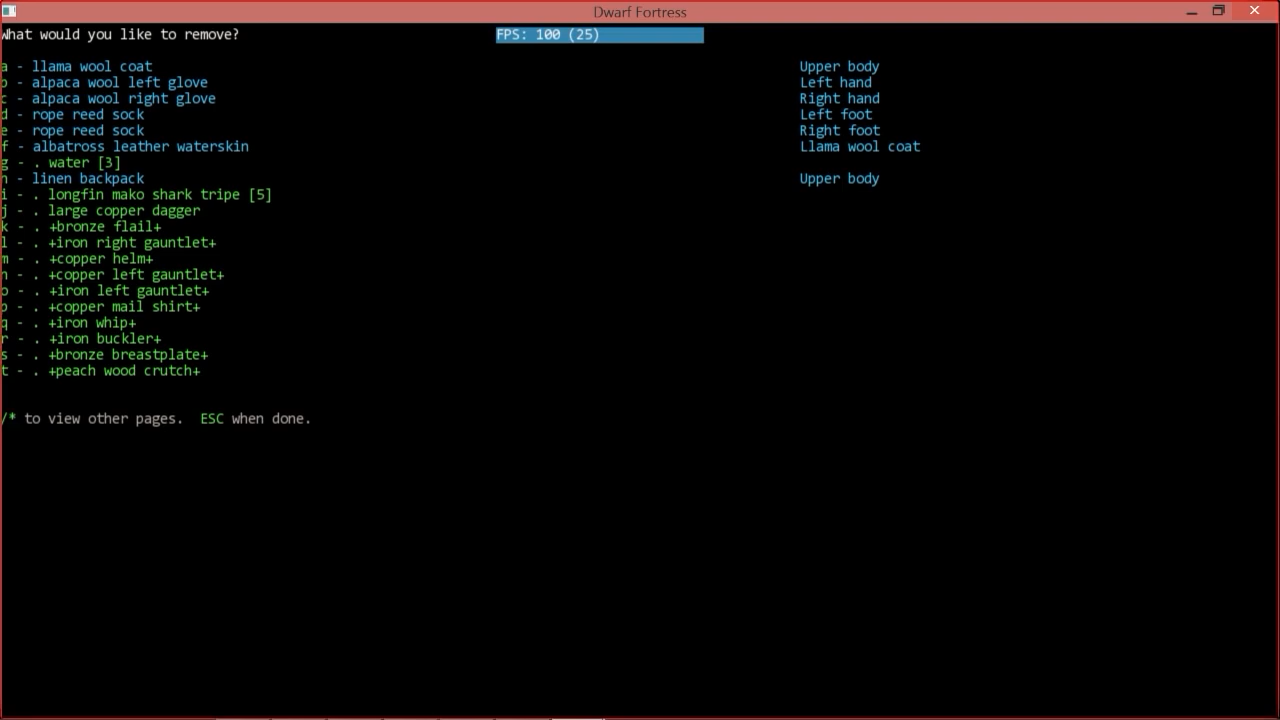 Dwarf Fortress
What would you like to remove?
FPS: 100 (25)
a - llama wool coat Upper body
b - alpaca wool left glove Left hand
c - alpaca wool right glove Right hand
d - rope reed sock Left foot
e - rope reed sock Right foot
f - albatross leather waterskin Llama wool coat
g - . water [3]
h - linen backpack Upper body
i - . longfin mako shark tripe [5]
j - . large copper dagger
k - . +bronze flail+
l - . +iron right gauntlet+
m - . +copper helm+
n - . +copper left gauntlet+
o - . +iron left gauntlet+
p - . +copper mail shirt+
q - . +iron whip+
r - . +iron buckler+
s - . +bronze breastplate+
t - . +peach wood crutch+
/* to view other pages. ESC when done.